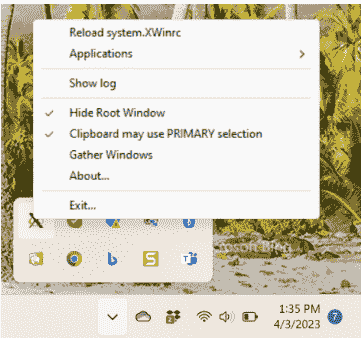 Reload system.XWinrc
Applications
Show log
Hide Root Window
Clipboard may use PRIMARY selection
Gather Windows
About...
Exit...
1:35 PM
4/3/2023